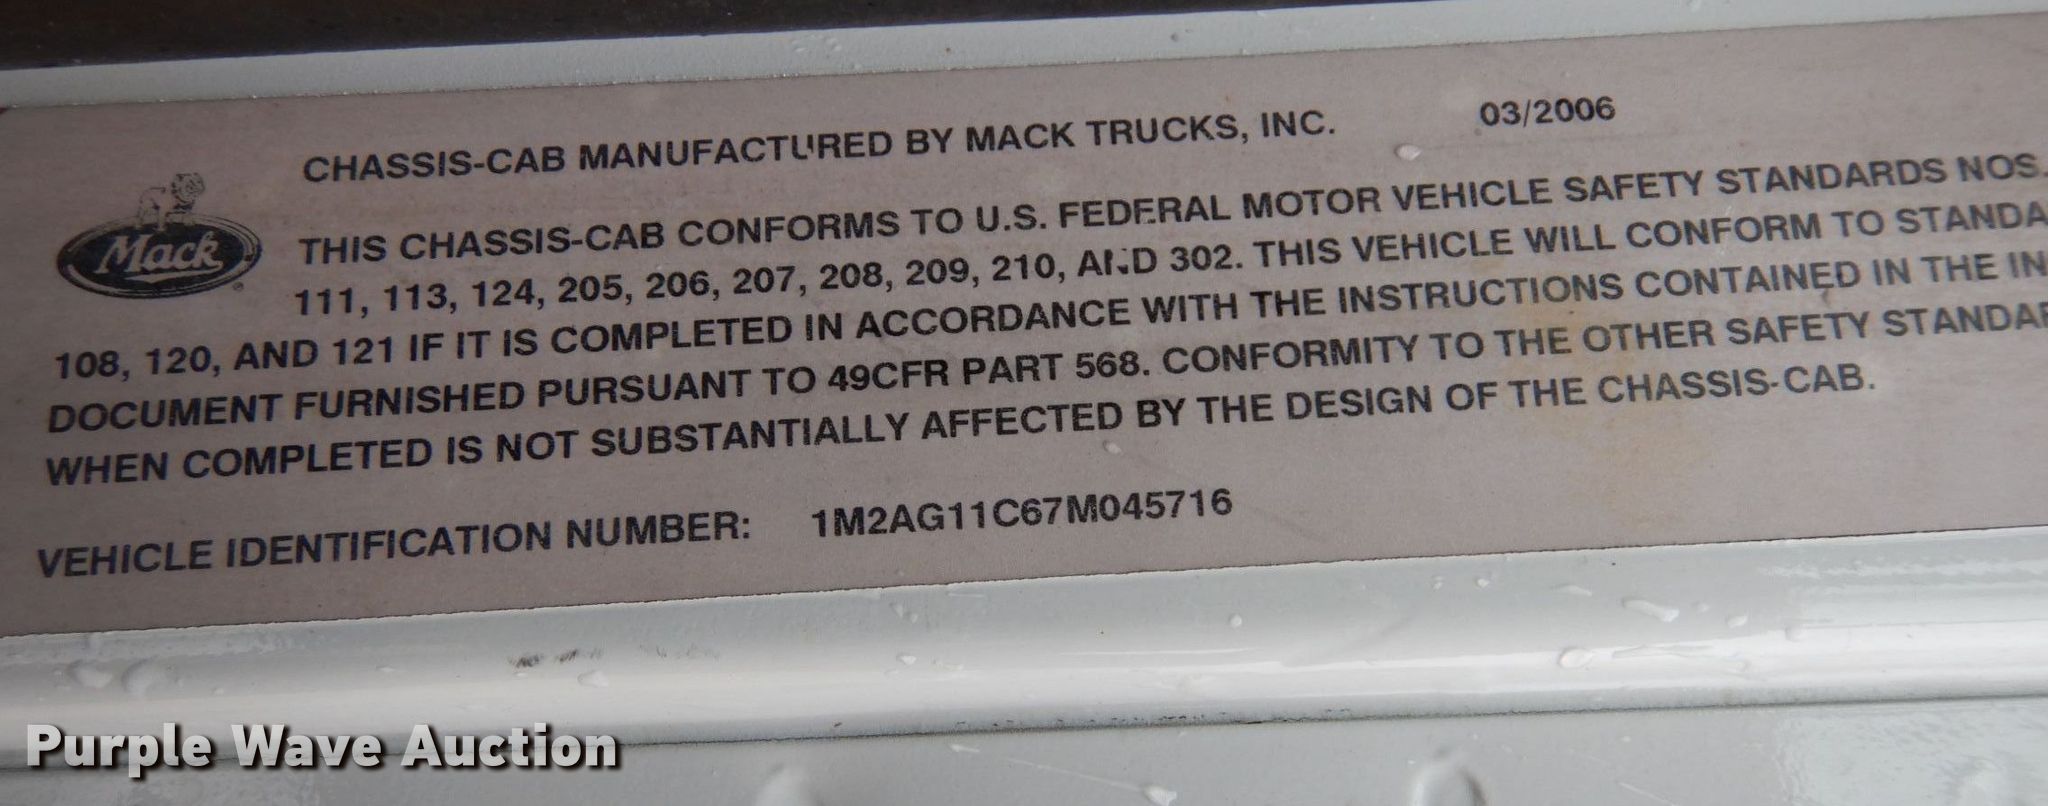 CHASSIS-CAB MANUFACTURED BY MACK TRUCKS, INC. 03/2006
Mack
THIS CHASSIS-CAB CONFORMS TO U.S. FEDERAL MOTOR VEHICLE SAFETY STANDARDS NOS.
111, 113, 124, 205, 206, 207, 208, 209, 210, AND 302. THIS VEHICLE WILL CONFORM TO STANDA
108, 120, AND 121 IF IT IS COMPLETED IN ACCORDANCE WITH THE INSTRUCTIONS CONTAINED IN THE IN
DOCUMENT FURNISHED PURSUANT TO 49CFR PART 568. CONFORMITY TO THE OTHER SAFETY STANDAR
WHEN COMPLETED IS NOT SUBSTANTIALLY AFFECTED BY THE DESIGN OF THE CHASSIS-CAB.
VEHICLE IDENTIFICATION NUMBER: 1M2AG11C67M045716
Purple Wave Auction